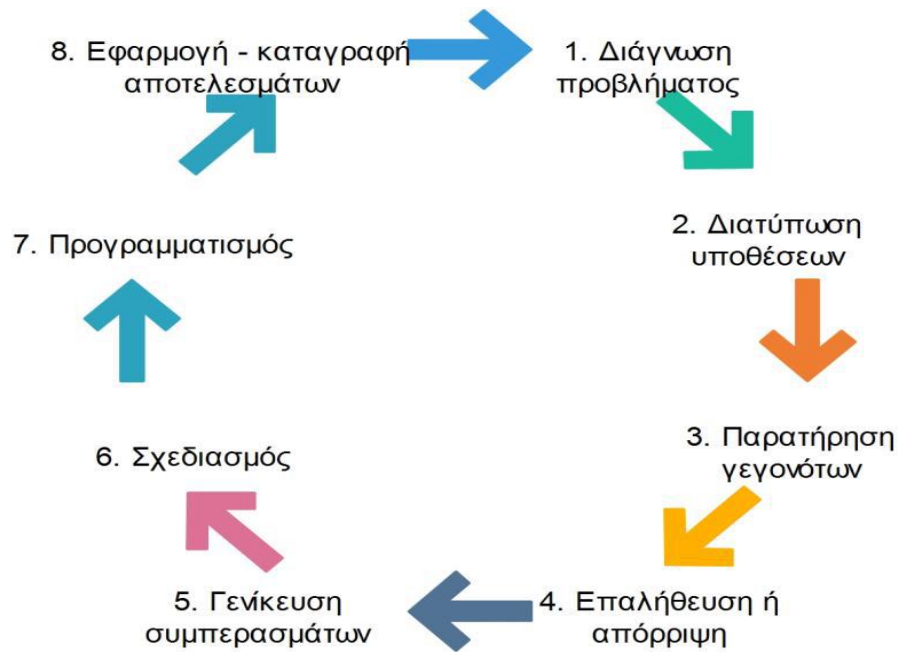 1. Διάγνωση
προβλήματος
2. Διατύπωση
υποθέσεων
3. Παρατήρηση
γεγονότων
4. Επαλήθευση ή
απόρριψη
5. Γενίκευση
συμπερασμάτων
6. Σχεδιασμός
7. Προγραμματισμός
8. Εφαρμογή - καταγραφή
αποτελεσμάτων